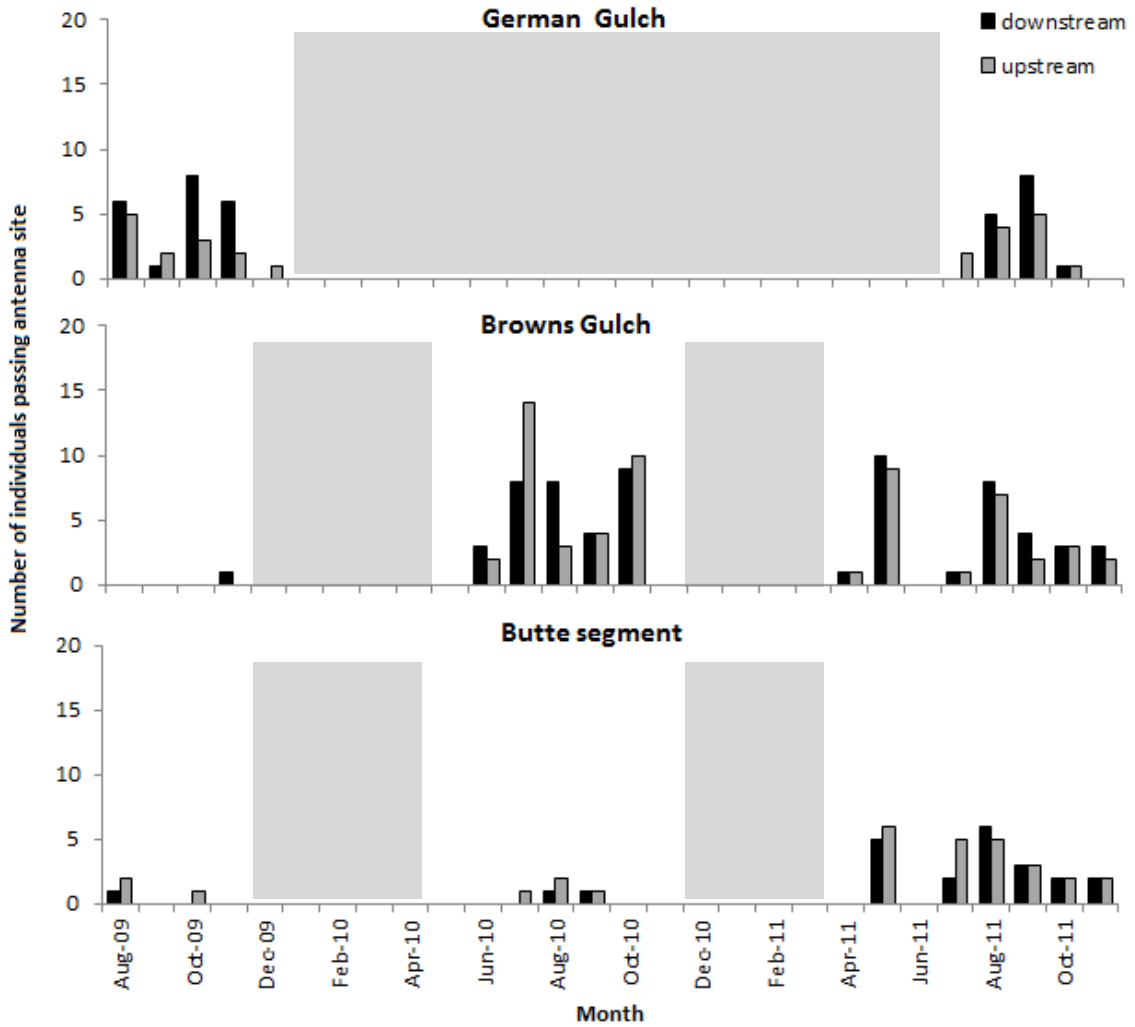 German Gulch
downstream
upstream
20
15
10
5
0
Browns Gulch
20
15
10
5
0
Butte segment
20
15
10
5
0
Number of individuals passing antenna site
Aug-09
Oct-09
Dec-09
Feb-10
Apr-10
Jun-10
Aug-10
Oct-10
Dec-10
Feb-11
Apr-11
Jun-11
Aug-11
Oct-11
Month